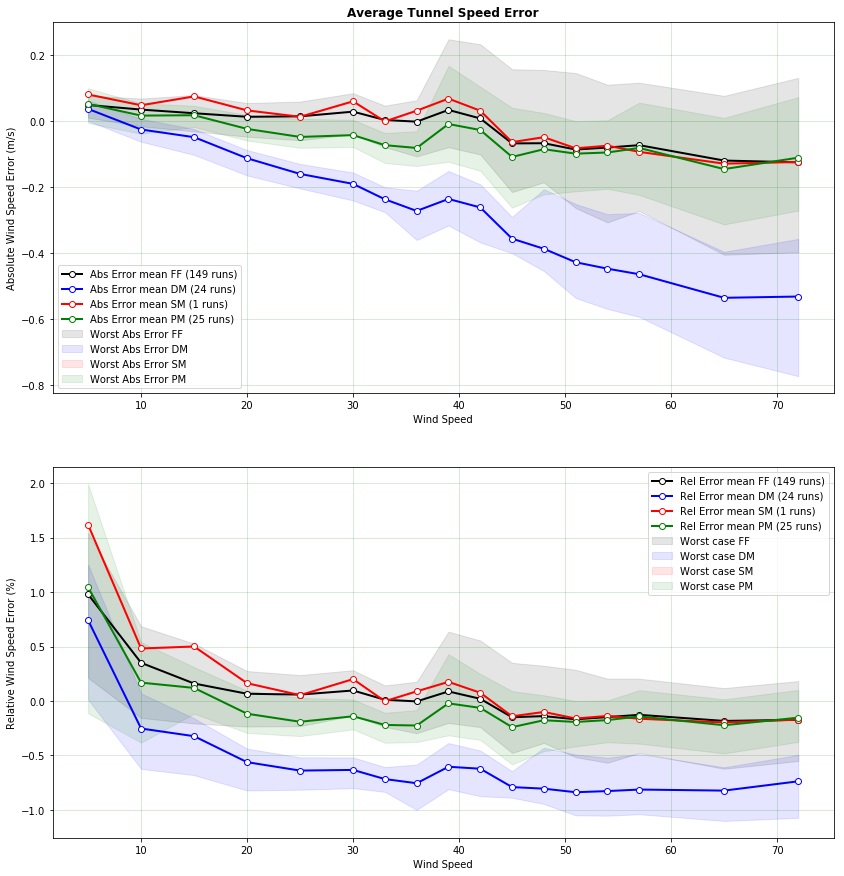 Average Tunnel Speed Error
Absolute Wind Speed Error (m/s)
0.2
0.0
−0.2
−0.4
−0.6
−0.8
Abs Error mean FF (149 runs)
Abs Error mean DM (24 runs)
Abs Error mean SM (1 runs)
Abs Error mean PM (25 runs)
Worst Abs Error FF
Worst Abs Error DM
Worst Abs Error SM
Worst Abs Error PM
10 20 30 40 50 60 70
Wind Speed
Relative Wind Speed Error (%)
2.0
1.5
1.0
0.5
0.0
−0.5
−1.0
Rel Error mean FF (149 runs)
Rel Error mean DM (24 runs)
Rel Error mean SM (1 runs)
Rel Error mean PM (25 runs)
Worst case FF
Worst case DM
Worst case SM
Worst case PM
10 20 30 40 50 60 70
Wind Speed